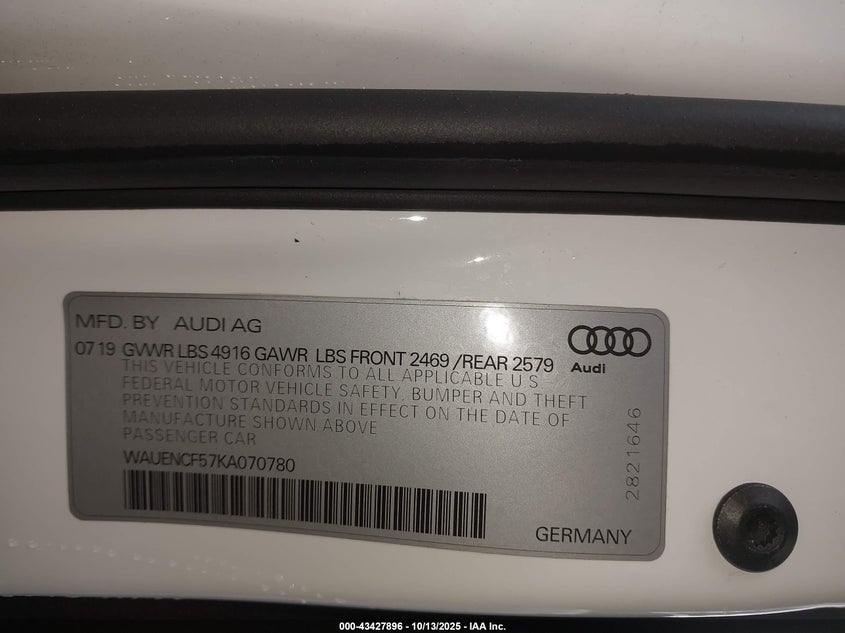 MFD. BY AUDI AG
07 19 GVWR LBS 4916 GAWR LBS FRONT 2469 /REAR 2579
Audi
THIS VEHICLE CONFORMS TO ALL APPLICABLE U S
FEDERAL MOTOR VEHICLE SAFETY, BUMPER AND THEFT
PREVENTION STANDARDS IN EFFECT ON THE DATE OF
MANUFACTURE SHOWN ABOVE
PASSENGER CAR
WAUENCF57KA070780
2821646
GERMANY
000-43427896 - 10/13/2025 - IAA Inc.